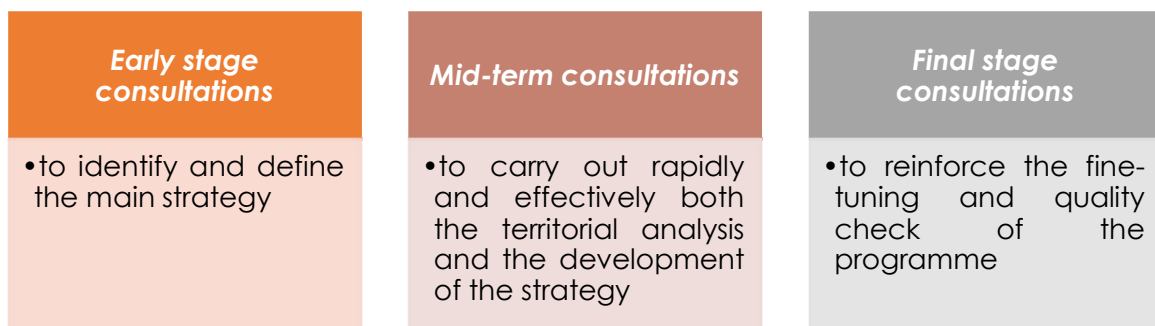 Early stage
consultations
•to identify and define
the main strategy
Mid-term consultations
•to carry out rapidly
and effectively both
the territorial analysis
and the development
of the strategy
Final stage
consultations
•to reinforce the fine-
tuning and quality
check of the
programme